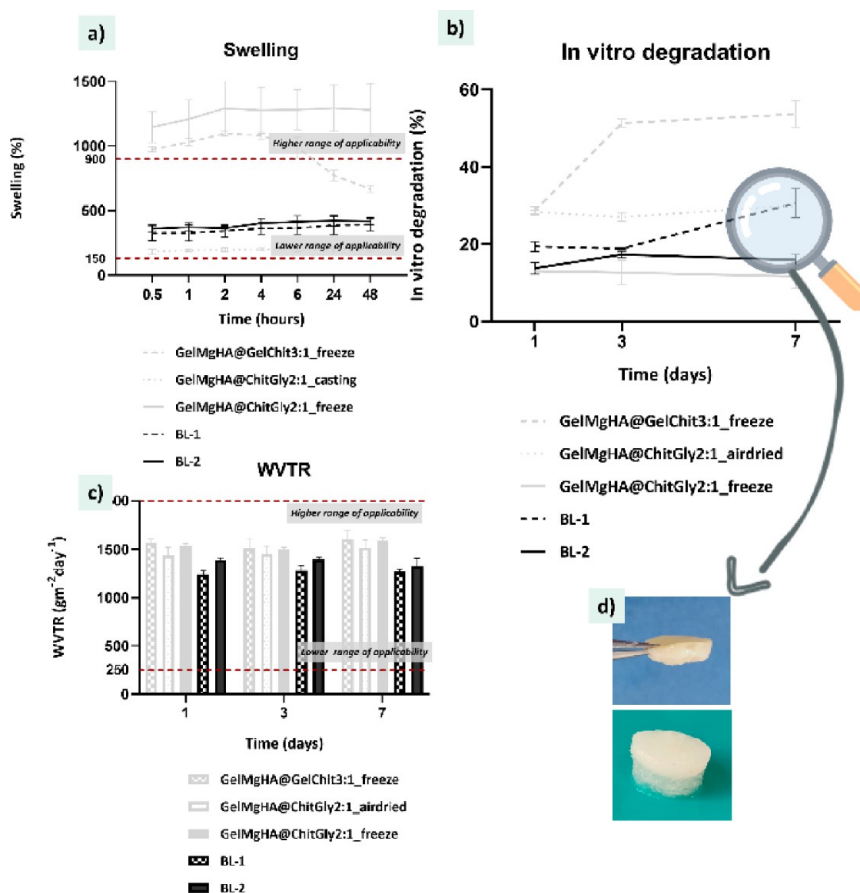 a)
Swelling
Swelling (%)
1500
1000
900
500
150
0
Higher range of applicability
Lower range of applicability
0.5 1 2 4 6 24 48
Time (hours)
GelMgHA@GelChit3:1_freeze
GelMgHA@ChitGly2:1_casting
GelMgHA@ChitGly2:1_freeze
BL-1
BL-2
b)
In vitro degradation
In vitro degradation (%)
60
40
20
0
1 3 7
Time (days)
GelMgHA@GelChit3:1_freeze
GelMgHA@ChitGly2:1_airdried
GelMgHA@ChitGly2:1_freeze
BL-1
BL-2
c)
WVTR
WVTR (gm⁻²day⁻¹)
1500
1000
500
250
0
Higher range of applicability
Lower range of applicability
1 3 7
Time (days)
GelMgHA@GelChit3:1_freeze
GelMgHA@ChitGly2:1_airdried
GelMgHA@ChitGly2:1_freeze
BL-1
BL-2
d)